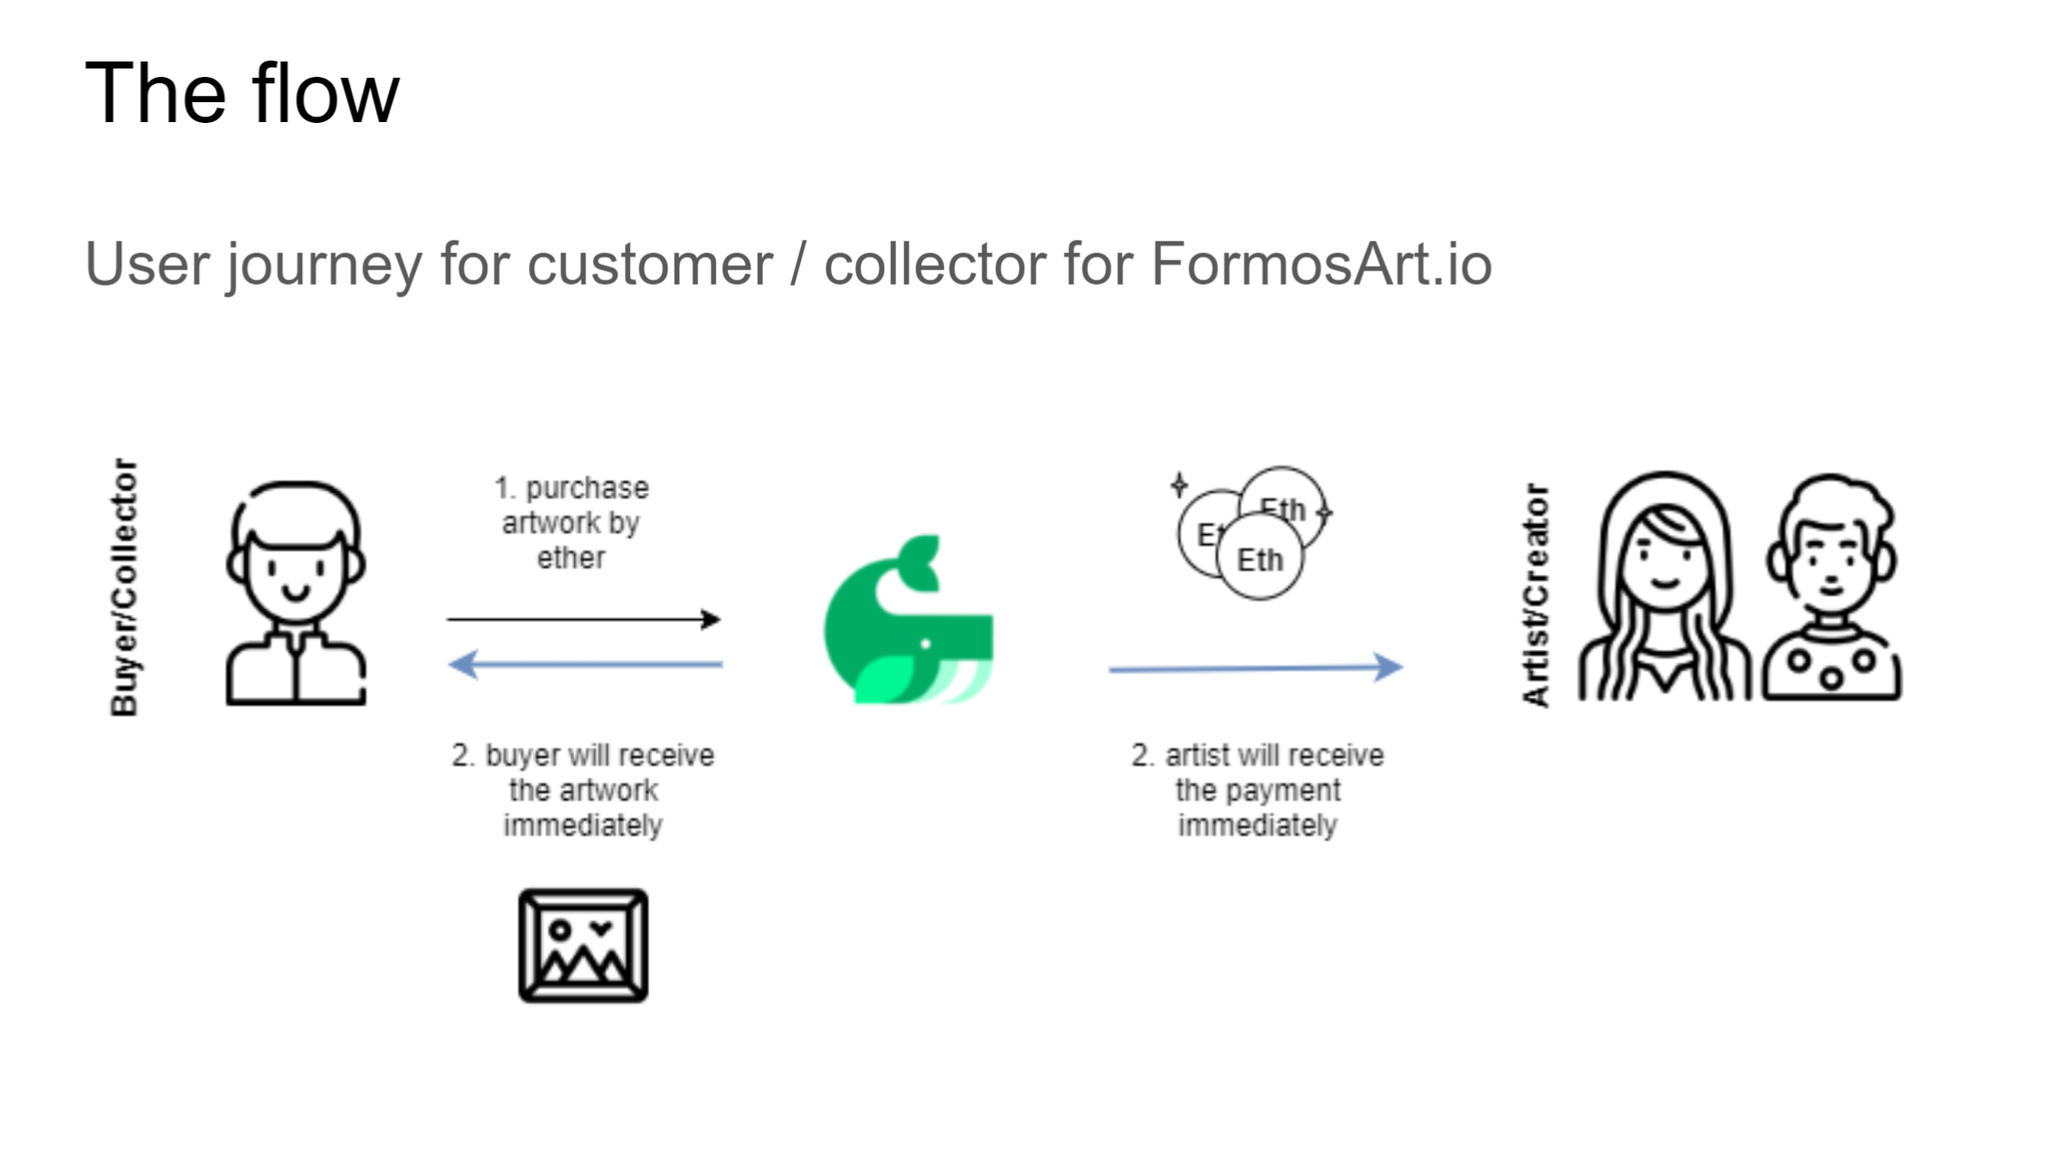 The flow
User journey for customer / collector for FormosArt.io
Buyer/Collector
1. purchase
artwork by
ether
2. buyer will receive
the artwork
immediately
Eth
Eth
2. artist will receive
the payment
immediately
Artist/Creator